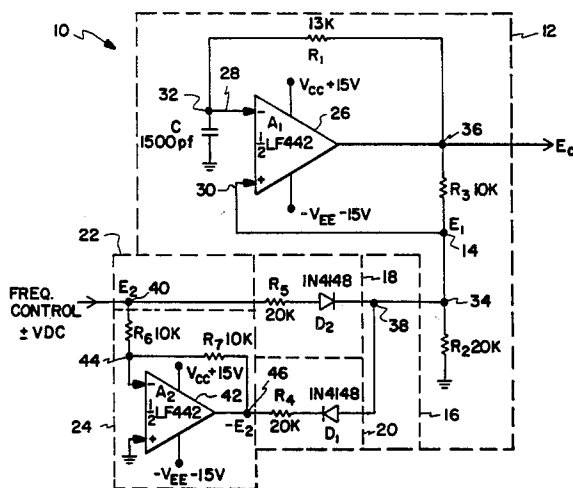 10
13K
R1
12
32
28
VCC+15V
26
C
1500pf
A1
1/2 LF442
36
Eo
30
R3 10K
-VEE-15V
E1
14
22
E2
40
18
R5
1N4148
34
FREQ.
CONTROL
± VDC
20K
D2
38
R6 10K
R7 10K
R2 20K
44
VCC+15V
46
A2
42
1/2 LF442
R4
1N4148
24
-E2
20K
D1
20
16
-VEE-15V